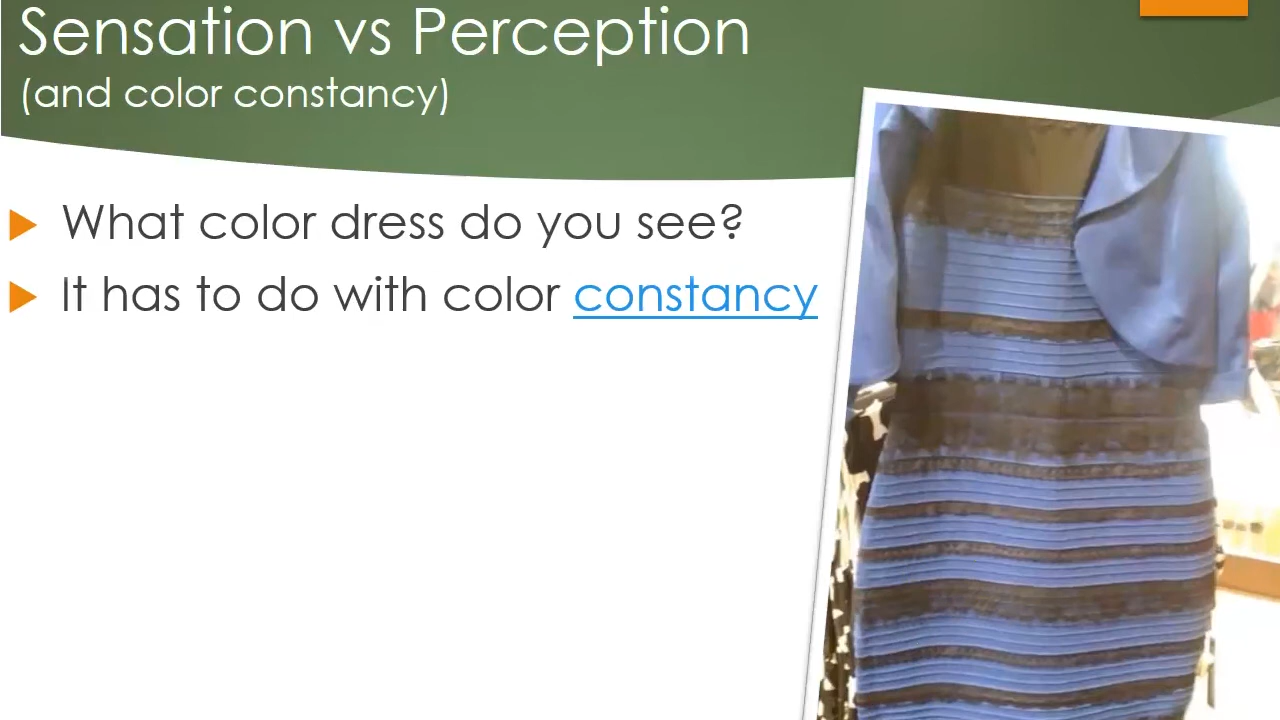 Sensation vs Perception
(and color constancy)
What color dress do you see?
It has to do with color constancy